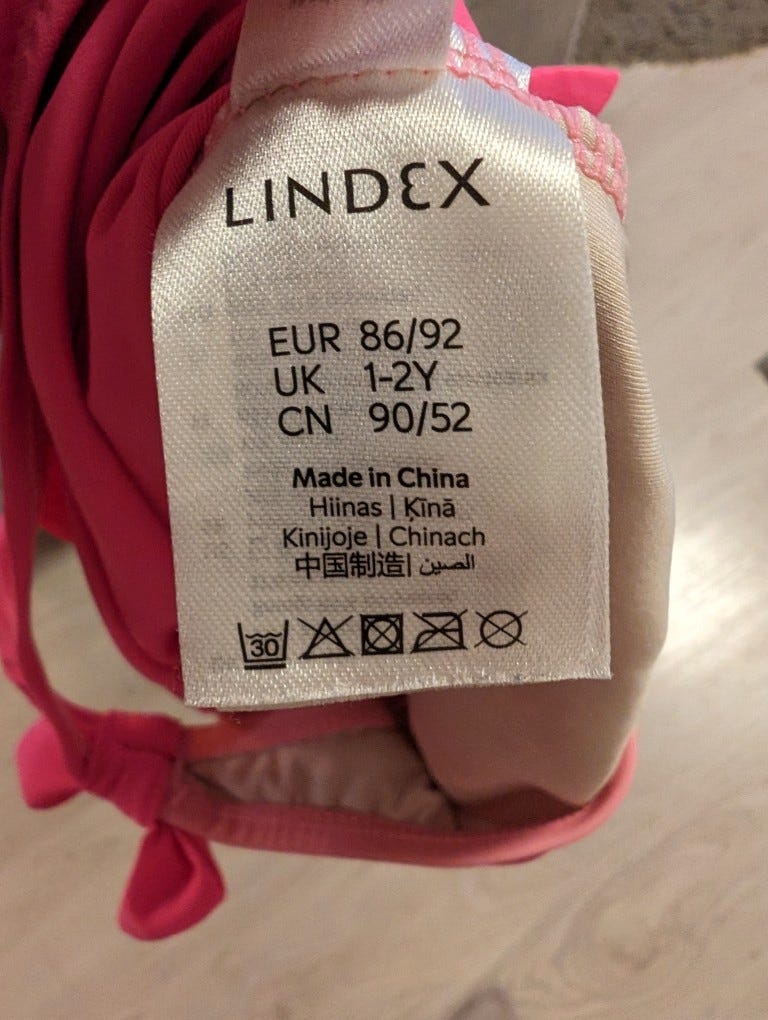 LINDEX
EUR 86/92
UK 1-2Y
CN 90/52
Made in China
Hiinas | Ķīnā
Kinijoje | Chinach
中国制造| الصين
30